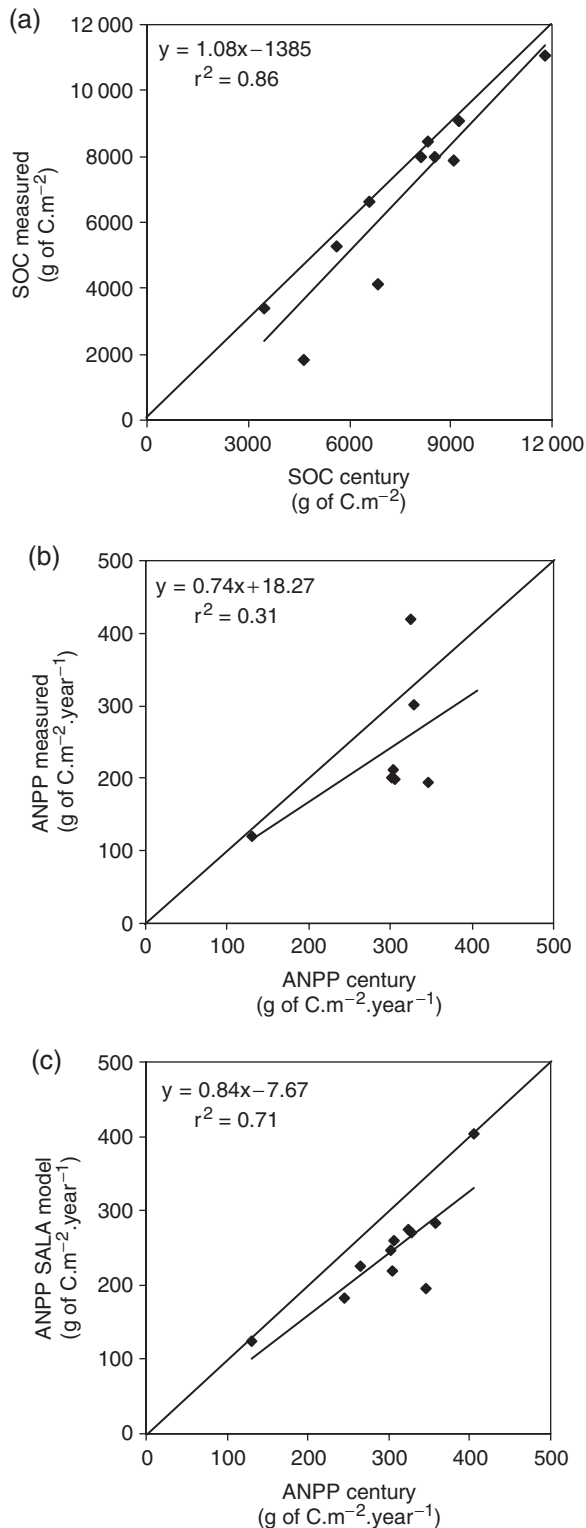 (a)
y = 1.08x−1385
r² = 0.86
12 000
10 000
8000
6000
4000
2000
0
SOC measured
(g of C.m⁻²)
0 3000 6000 9000 12 000
SOC century
(g of C.m⁻²)
(b)
y = 0.74x+18.27
r² = 0.31
500
400
300
200
100
0
ANPP measured
(g of C.m⁻².year⁻¹)
0 100 200 300 400 500
ANPP century
(g of C.m⁻².year⁻¹)
(c)
y = 0.84x−7.67
r² = 0.71
500
400
300
200
100
0
ANPP SALA model
(g of C.m⁻².year⁻¹)
0 100 200 300 400 500
ANPP century
(g of C.m⁻².year⁻¹)